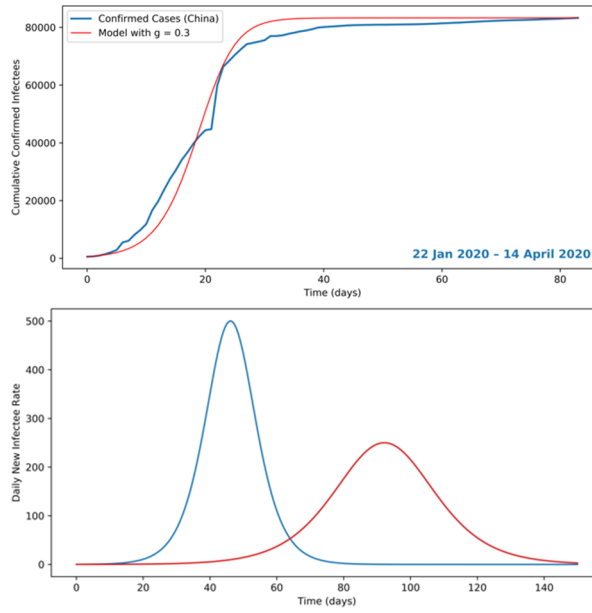 Confirmed Cases (China)
Model with g = 0.3
Cumulative Confirmed Infectees
80000
60000
40000
20000
0
22 Jan 2020 – 14 April 2020
0 20 40 60 80
Time (days)
Daily New Infectee Rate
500
400
300
200
100
0
0 20 40 60 80 100 120 140
Time (days)